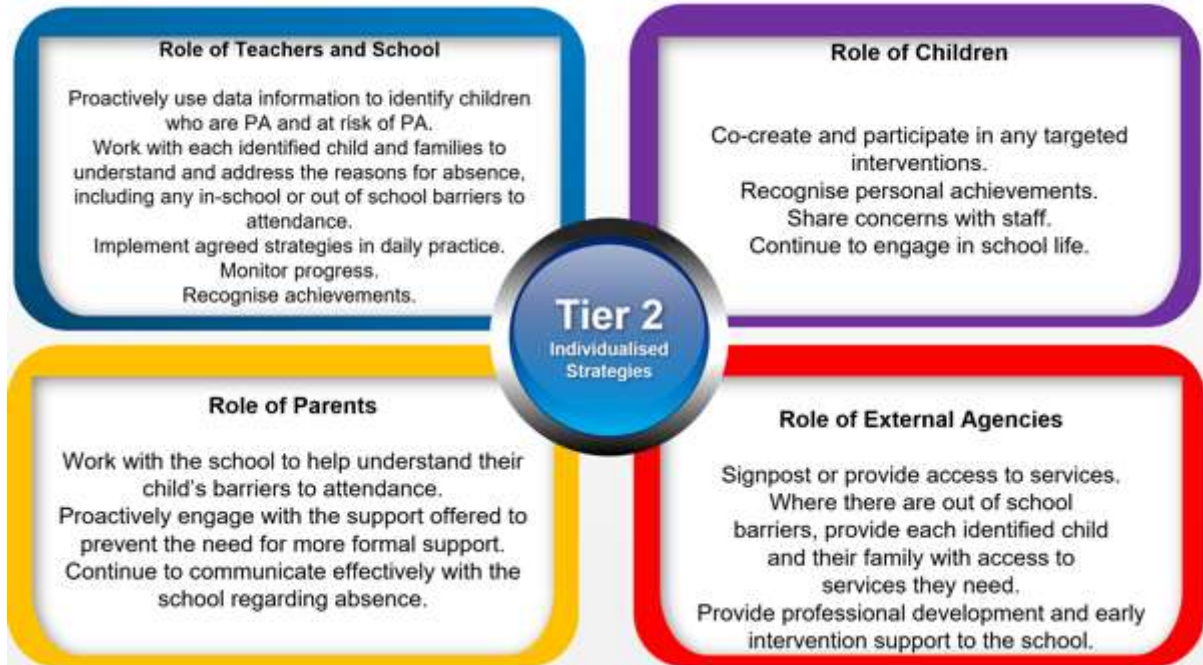 Role of Teachers and School
Proactively use data information to identify children
who are PA and at risk of PA.
Work with each identified child and families to
understand and address the reasons for absence,
including any in-school or out of school barriers to
attendance.
Implement agreed strategies in daily practice.
Monitor progress.
Recognise achievements.
Role of Children
Co-create and participate in any targeted
interventions.
Recognise personal achievements.
Share concerns with staff.
Continue to engage in school life.
Tier 2
Individualised
Strategies
Role of Parents
Work with the school to help understand their
child's barriers to attendance.
Proactively engage with the support offered to
prevent the need for more formal support.
Continue to communicate effectively with the
school regarding absence.
Role of External Agencies
Signpost or provide access to services.
Where there are out of school
barriers, provide each identified child
and their family with access to
services they need.
Provide professional development and early
intervention support to the school.